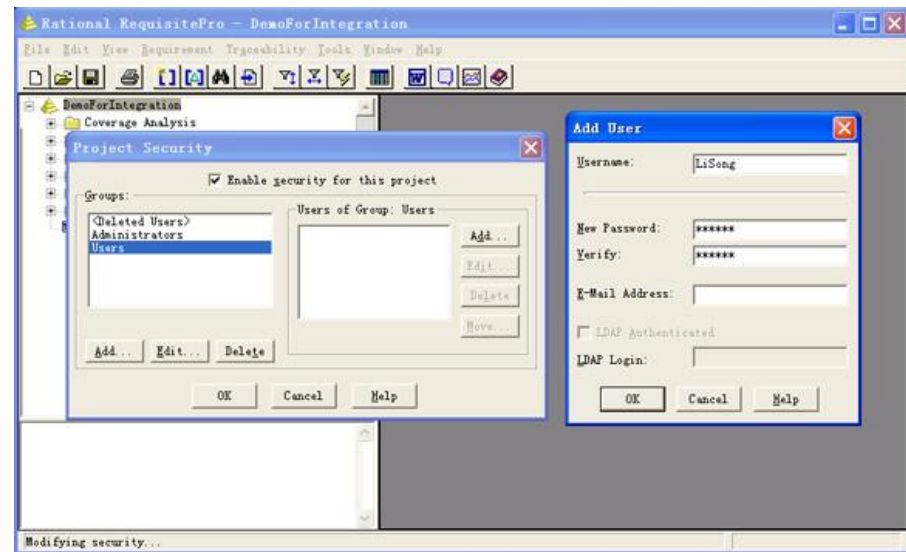 Rational RequisitePro - DemoForIntegration
File Edit View Requirement Traceability Tools Window Help
DemoForIntegration
Coverage Analysis
Project Security
Enable security for this project
Groups:
<Deleted Users>
Administrators
Users
Add... Edit... Delete
Users of Group: Users
Add...
Edit...
Delete
Move...
OK Cancel Help
Add User
Username: LiSong
New Password: ******
Verify: ******
E-Mail Address:
LDAP Authenticated
LDAP Login:
OK Cancel Help
Modifying security...